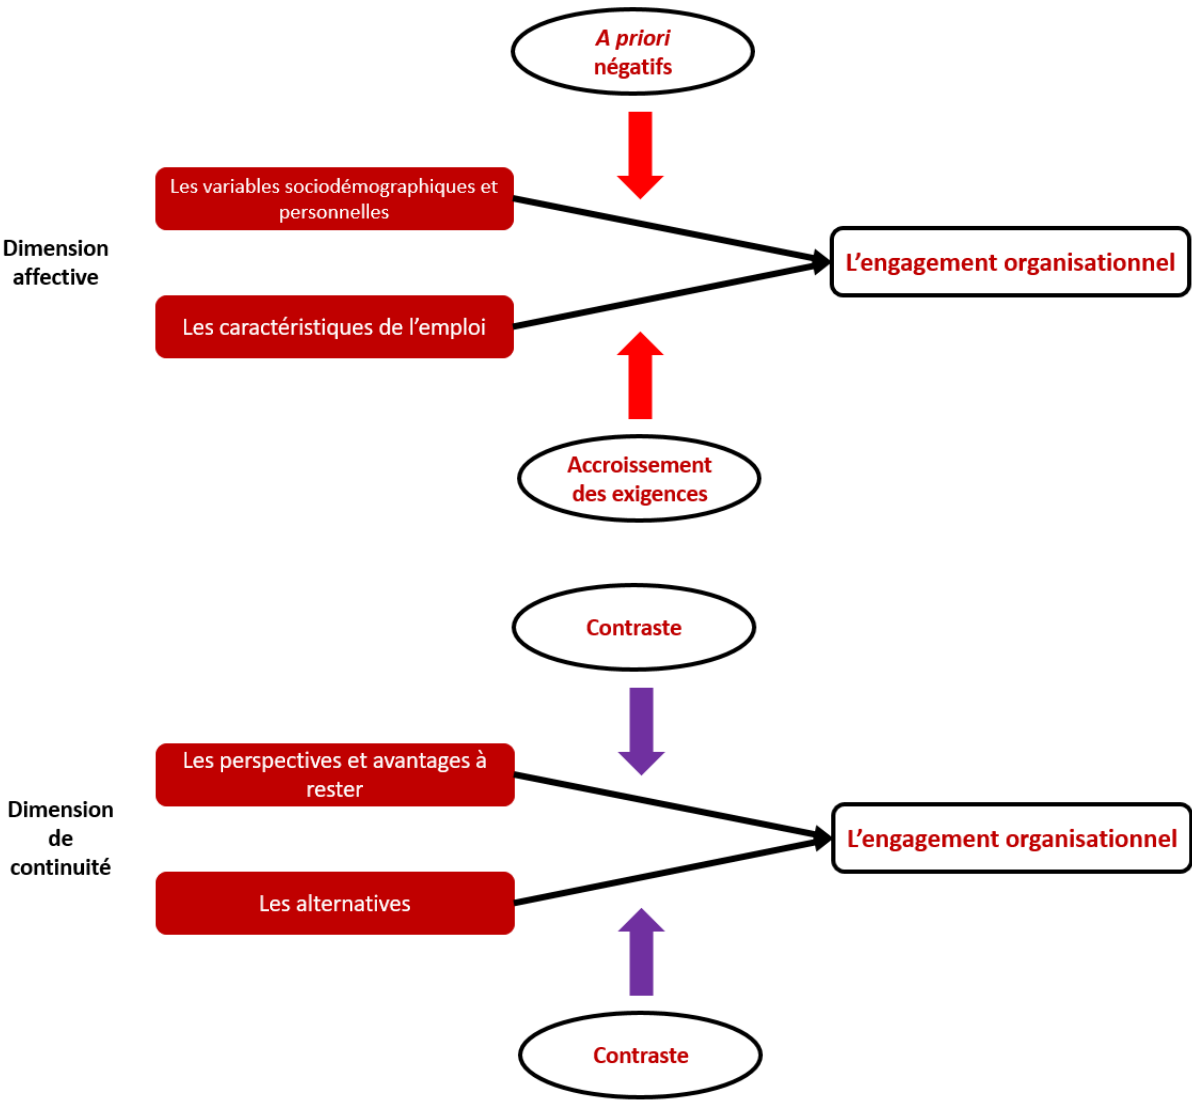 A priori
négatifs
Les variables sociodémographiques et
personnelles
Dimension
affective
L’engagement organisationnel
Les caractéristiques de l’emploi
Accroissement
des exigences
Contraste
Les perspectives et avantages à
rester
Dimension
de
continuité
L’engagement organisationnel
Les alternatives
Contraste